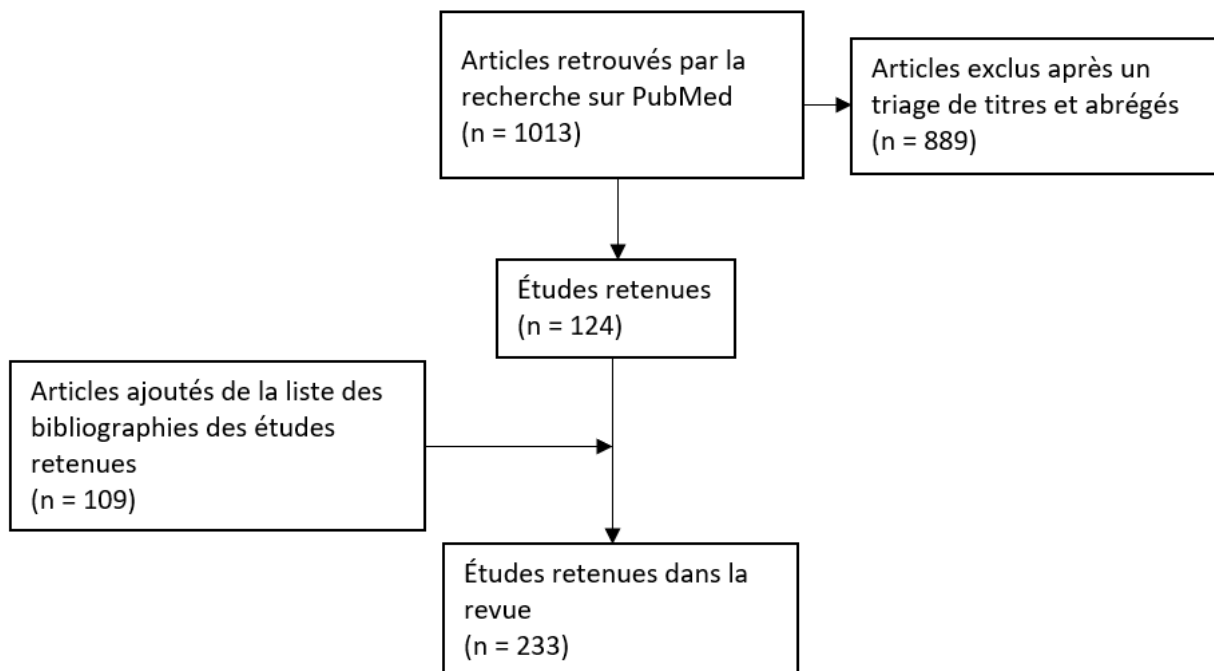 Articles retrouvés par la
recherche sur PubMed
(n = 1013)
Articles exclus après un
triage de titres et abrégés
(n = 889)
Études retenues
(n = 124)
Articles ajoutés de la liste des
bibliographies des études
retenues
(n = 109)
Études retenues dans la
revue
(n = 233)